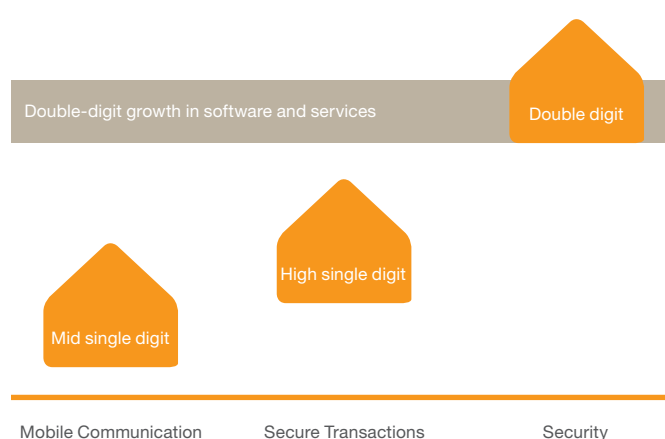 Double-digit growth in software and services
Double digit
High single digit
Mid single digit
Mobile Communication
Secure Transactions
Security